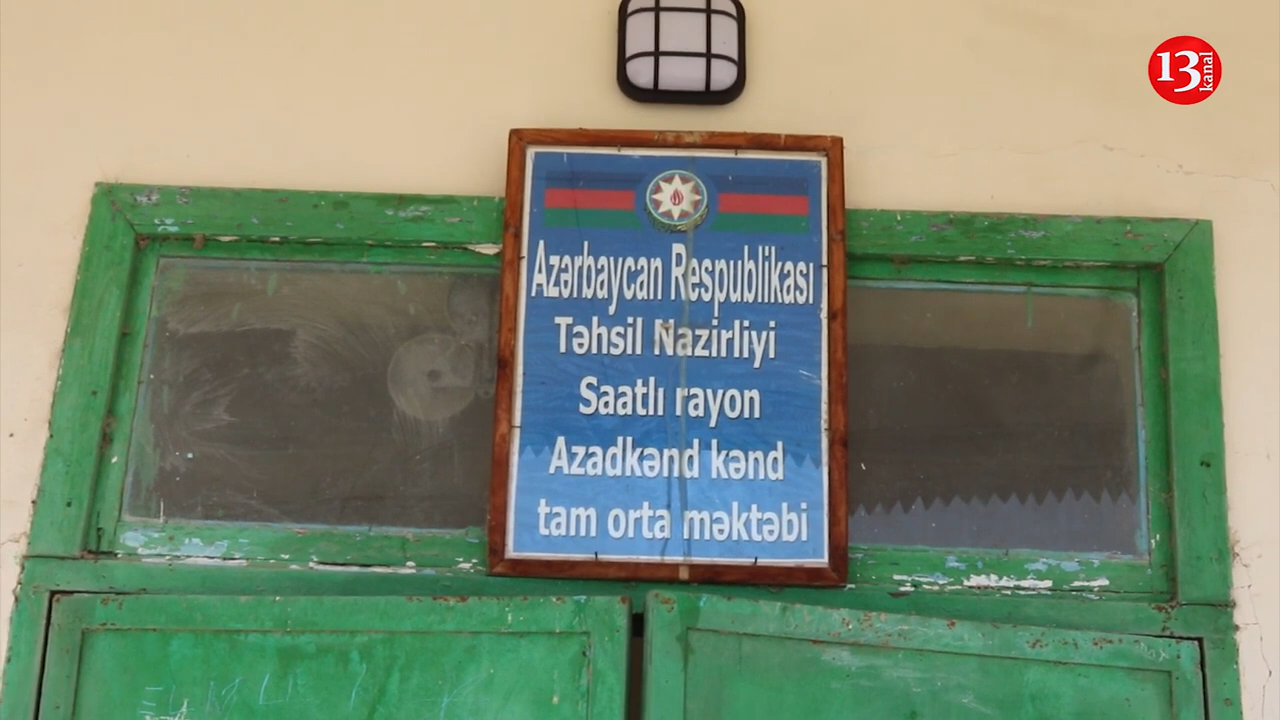 13 kanal
Azərbaycan Respublikası
Təhsil Nazirliyi
Saatlı rayon
Azadkənd kənd
tam orta məktəbi